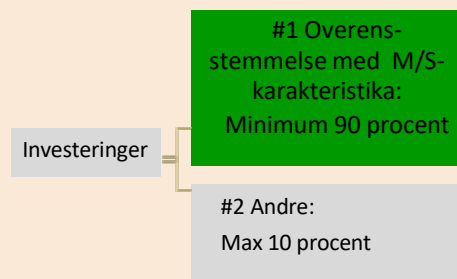 #1 Overens-
stemmelse med M/S-
karakteristika:
Minimum 90 procent
Investeringer
#2 Andre:
Max 10 procent